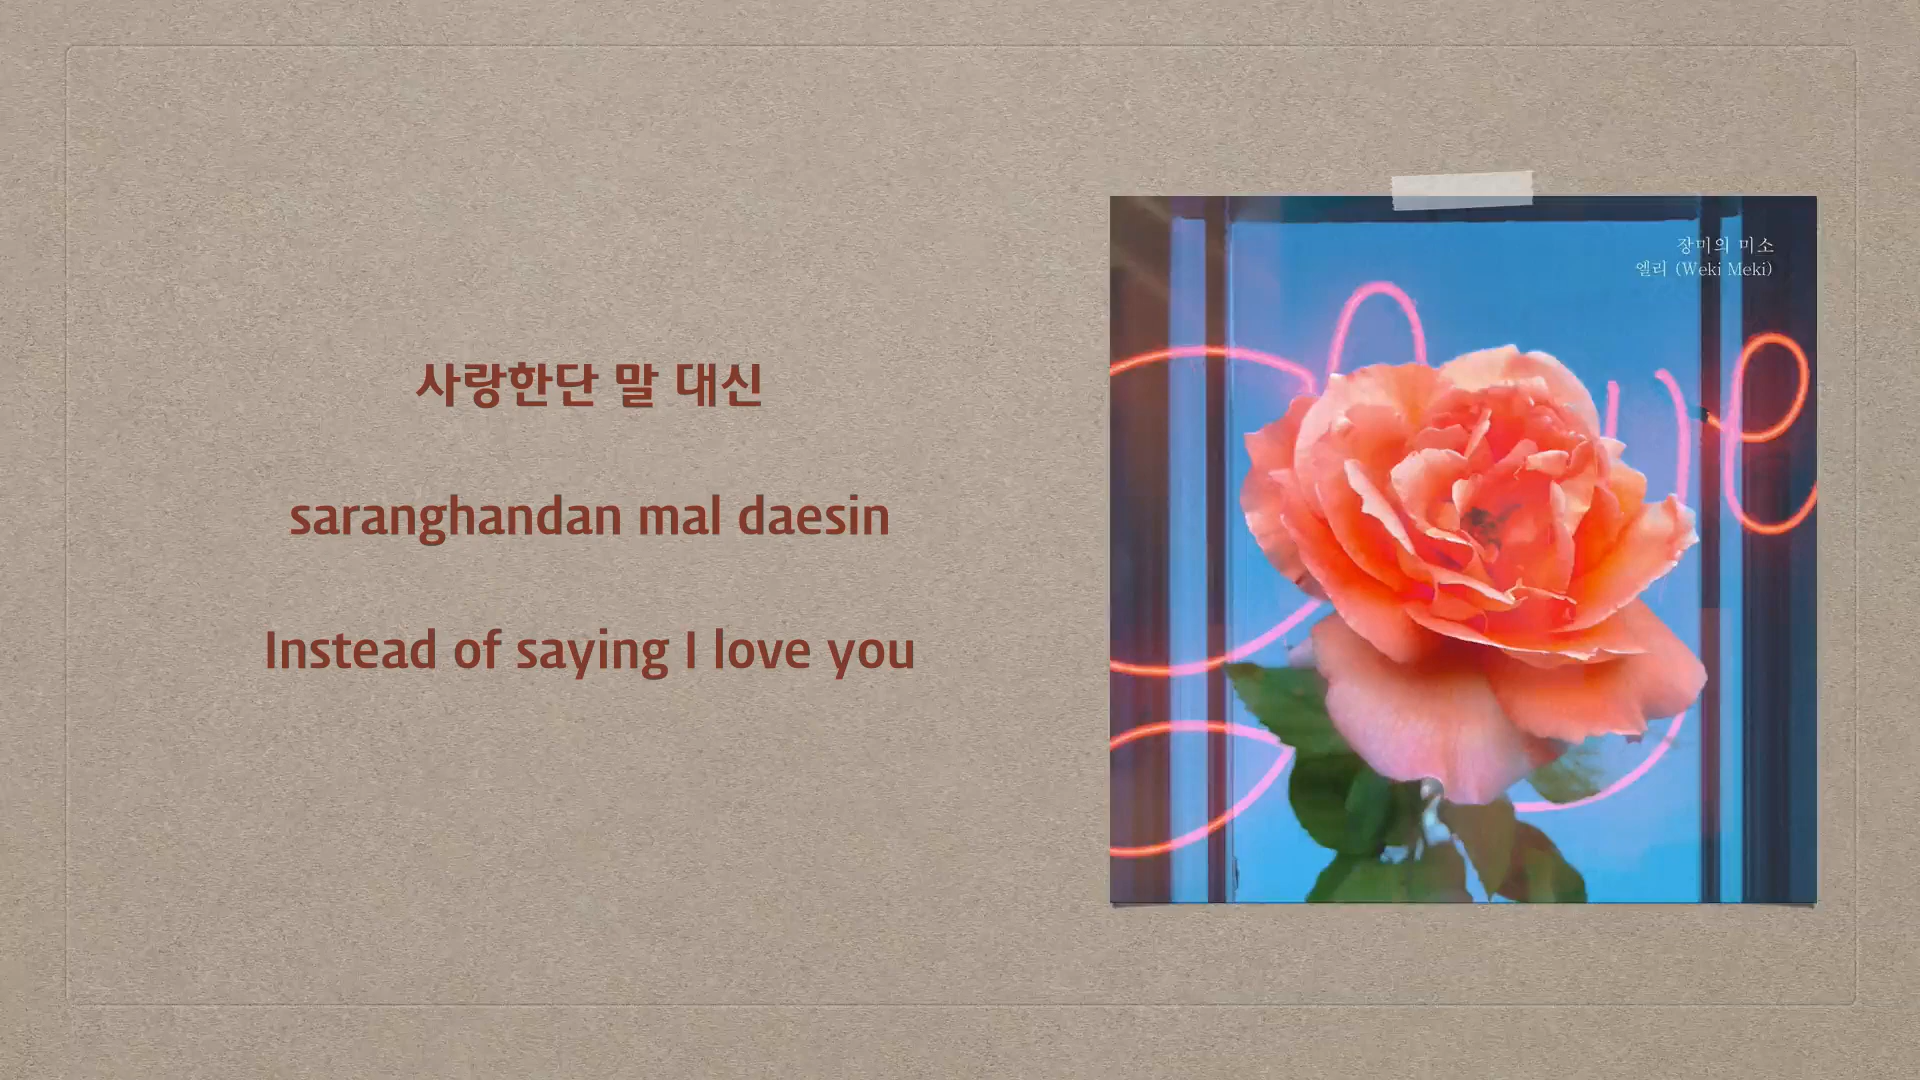 사랑한단 말 대신
saranghandan mal daesin
Instead of saying I love you
장미의 미소
엘리 (Weki Meki)